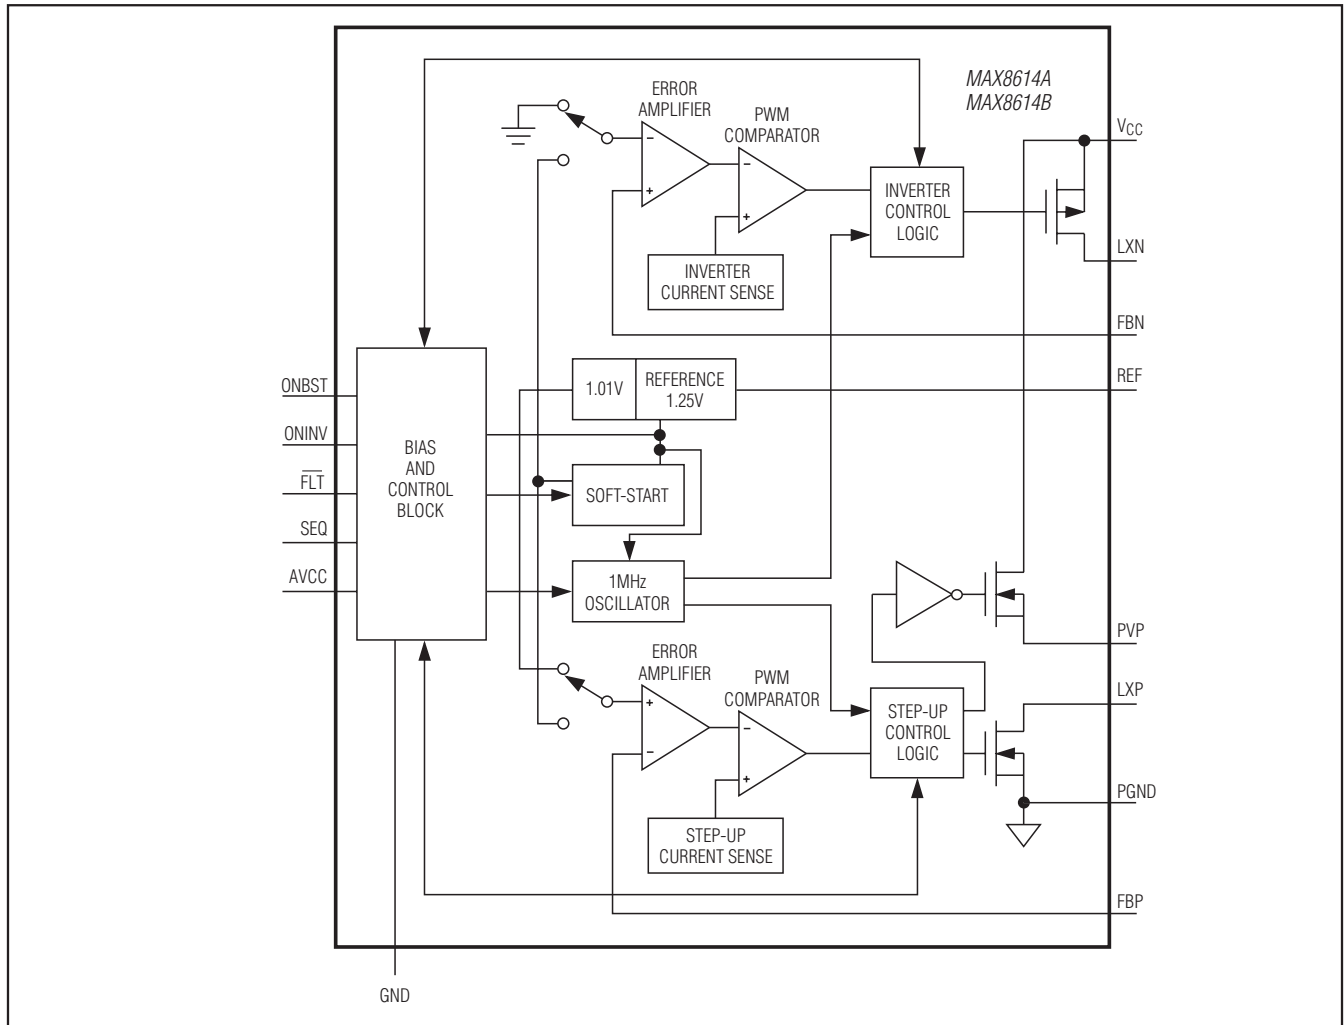 MAX8614A
MAX8614B
ERROR
AMPLIFIER
PWM
COMPARATOR
VCC
−
+
−
+
INVERTER
CONTROL
LOGIC
INVERTER
CURRENT SENSE
LXN
FBN
REF
1.01V
REFERENCE
1.25V
ONBST
ONINV
FLT
SEQ
AVCC
BIAS
AND
CONTROL
BLOCK
SOFT-START
1MHz
OSCILLATOR
PVP
ERROR
AMPLIFIER
PWM
COMPARATOR
+
−
−
+
STEP-UP
CONTROL
LOGIC
LXP
PGND
STEP-UP
CURRENT SENSE
FBP
GND